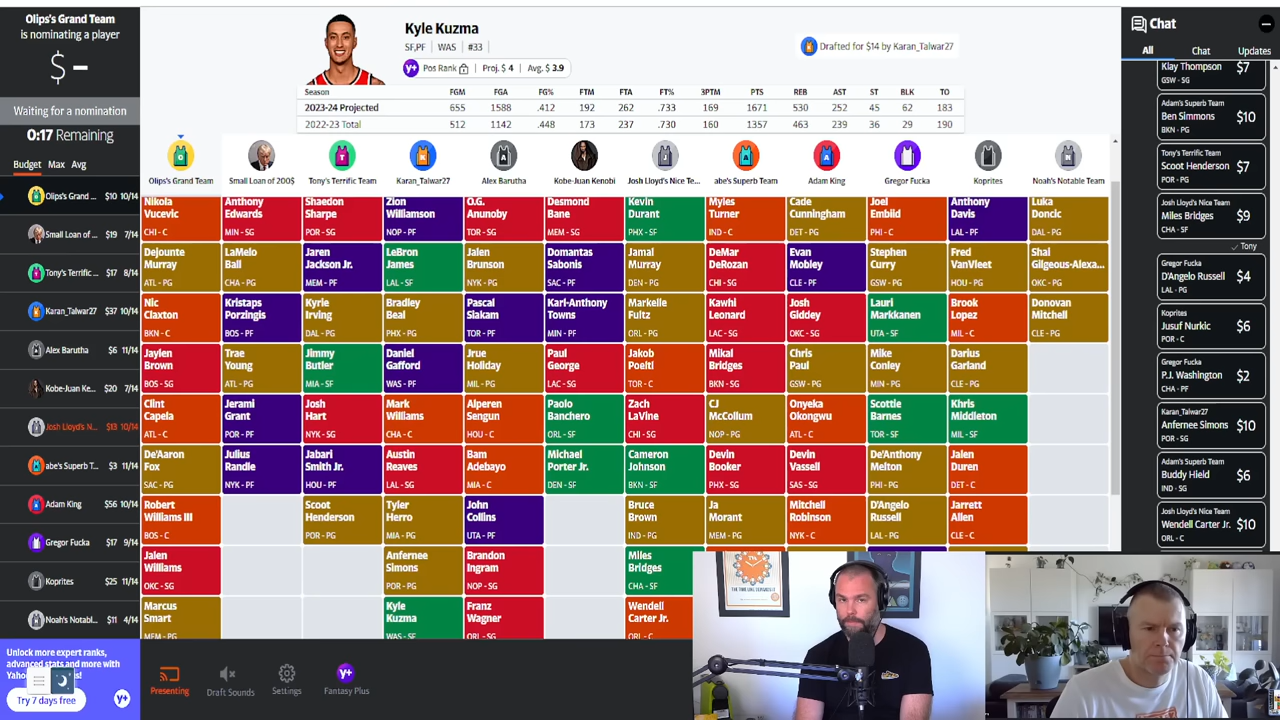 Olips's Grand Team
is nominating a player
$ –
Waiting for a nomination
0:17 Remaining
Budget Max Avg
Olips's Grand ... $10 10/14
Small Loan of ... $19 7/14
Tony's Terrific ... $17 8/14
Karan_Talwar27 $37 10/14
Alex Barutha $6 11/14
Kobe-Juan Ke... $20 7/14
Josh Lloyd's N... $13 10/14
abe's Superb T... $3 11/14
Adam King $56 10/14
Gregor Fucka $17 9/14
Koprites $25 11/14
Noah's Notabl... $11 4/14
Unlock more expert ranks,
advanced stats and more with
Try 7 days free
y+
Kyle Kuzma
SF,PF | WAS | #33
y+ Pos Rank | Proj. $ 4 | Avg. $ 3.9
Drafted for $14 by Karan_Talwar27
Season FGM FGA FG% FTM FTA FT% 3PTM PTS REB AST ST BLK TO
2023-24 Projected 655 1588 .412 192 262 .733 169 1671 530 252 45 62 183
2022-23 Total 512 1142 .448 173 237 .730 160 1357 463 239 36 29 190
Olips's Grand Team Small Loan of 200$ Tony's Terrific Team Karan_Talwar27 Alex Barutha Kobe-Juan Kenobi Josh Lloyd's Nice Te... abe's Superb Team Adam King Gregor Fucka Koprites Noah's Notable Team
Nikola Anthony Shaedon Zion O.G. Desmond Kevin Myles Cade Joel Anthony Luka
Vucevic Edwards Sharpe Williamson Anunoby Bane Durant Turner Cunningham Embiid Davis Doncic
CHI - C MIN - SG POR - SG NOP - PF TOR - SG MEM - SG PHX - SF IND - C DET - PG PHI - C LAL - PF DAL - PG
Dejounte LaMelo Jaren LeBron Jalen Domantas Jamal DeMar Evan Stephen Fred Shai
Murray Ball Jackson Jr. James Brunson Sabonis Murray DeRozan Mobley Curry VanVleet Gilgeous-Alexa...
ATL - PG CHA - PG MEM - PF LAL - SF NYK - PG SAC - PF DEN - PG CHI - SG CLE - PF GSW - PG HOU - PG OKC - PG
Nic Kristaps Kyrie Bradley Pascal Karl-Anthony Markelle Kawhi Josh Lauri Brook Donovan
Claxton Porzingis Irving Beal Siakam Towns Fultz Leonard Giddey Markkanen Lopez Mitchell
BKN - C BOS - PF DAL - PG PHX - PG TOR - PF MIN - PF ORL - PG LAC - SG OKC - SG UTA - SF MIL - C CLE - PG
Jaylen Trae Jimmy Daniel Jrue Paul Jakob Mikal Chris Mike Darius
Brown Young Butler Gafford Holiday George Poeltl Bridges Paul Conley Garland
BOS - SG ATL - PG MIA - SF WAS - PF MIL - PG LAC - SG TOR - C BKN - SG GSW - PG MIN - PG CLE - PG
Clint Jerami Josh Mark Alperen Paolo Zach CJ Onyeka Scottie Khris
Capela Grant Hart Williams Sengun Banchero LaVine McCollum Okongwu Barnes Middleton
ATL - C POR - PF NYK - SG CHA - C HOU - C ORL - SF CHI - SG NOP - PG ATL - C TOR - SF MIL - SF
De'Aaron Julius Jabari Austin Bam Michael Cameron Devin Devin De'Anthony Jalen
Fox Randle Smith Jr. Reaves Adebayo Porter Jr. Johnson Booker Vassell Melton Duren
SAC - PG NYK - PF HOU - PF LAL - SG MIA - C DEN - SF BKN - SF PHX - SG SAS - SG PHI - PG DET - C
Robert Scoot Tyler John Bruce Ja Mitchell D'Angelo Jarrett
Williams III Henderson Herro Collins Brown Morant Robinson Russell Allen
BOS - C POR - PG MIA - PG UTA - PF IND - PG MEM - PG NYK - C LAL - PG CLE - C
Jalen Anfernee Brandon Miles
Williams Simons Ingram Bridges
OKC - SG POR - PG NOP - SG CHA - SF
Marcus Kyle Franz Wendell
Smart Kuzma Wagner Carter Jr.
MEM - PG WAS - SF ORL - SG ORL - C
Presenting Draft Sounds Settings Fantasy Plus
Chat
All Chat Updates
Klay Thompson $7
GSW - SG
Adam's Superb Team
Ben Simmons $10
BKN - PG
Tony's Terrific Team
Scoot Henderson $7
POR - PG
Josh Lloyd's Nice Team
Miles Bridges $9
CHA - SF
Tony
Gregor Fucka
D'Angelo Russell $4
LAL - PG
Koprites
Jusuf Nurkic $6
POR - C
Gregor Fucka
P.J. Washington $2
CHA - PF
Karan_Talwar27
Anfernee Simons $10
POR - SG
Adam's Superb Team
Buddy Hield $6
IND - SG
Josh Lloyd's Nice Team
Wendell Carter Jr. $10
ORL - C